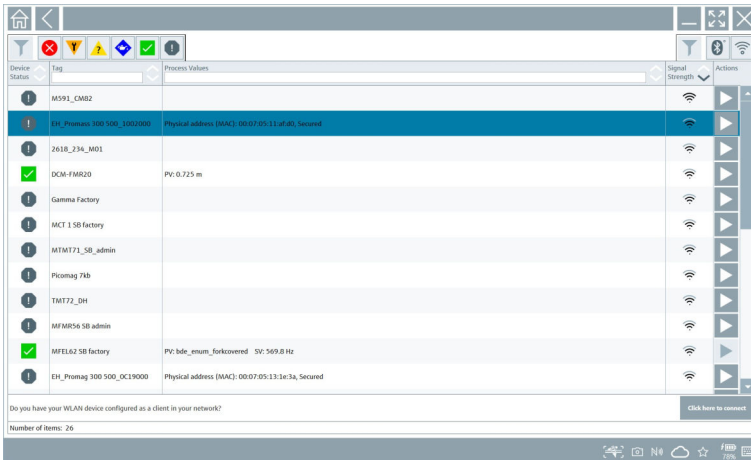 Device Status
Tag
Process Values
Signal Strength
Actions
M591_CM82
EH_Promass 300 500_1002000 Physical address (MAC): 00:07:05:11:af:d0, Secured
2618_234_M01
DCM-FMR20 PV: 0.725 m
Gamma Factory
MCT 1 SB factory
MTMT71_SB_admin
Picomag 7kb
TMT72_DH
MFMR56 SB admin
MFEL62 SB factory PV: bde_enum_forkcovered SV: 569.8 Hz
EH_Promag 300 500_0C19000 Physical address (MAC): 00:07:05:13:1e:3a, Secured
Do you have your WLAN device configured as a client in your network? Click here to connect
Number of items: 26
78%